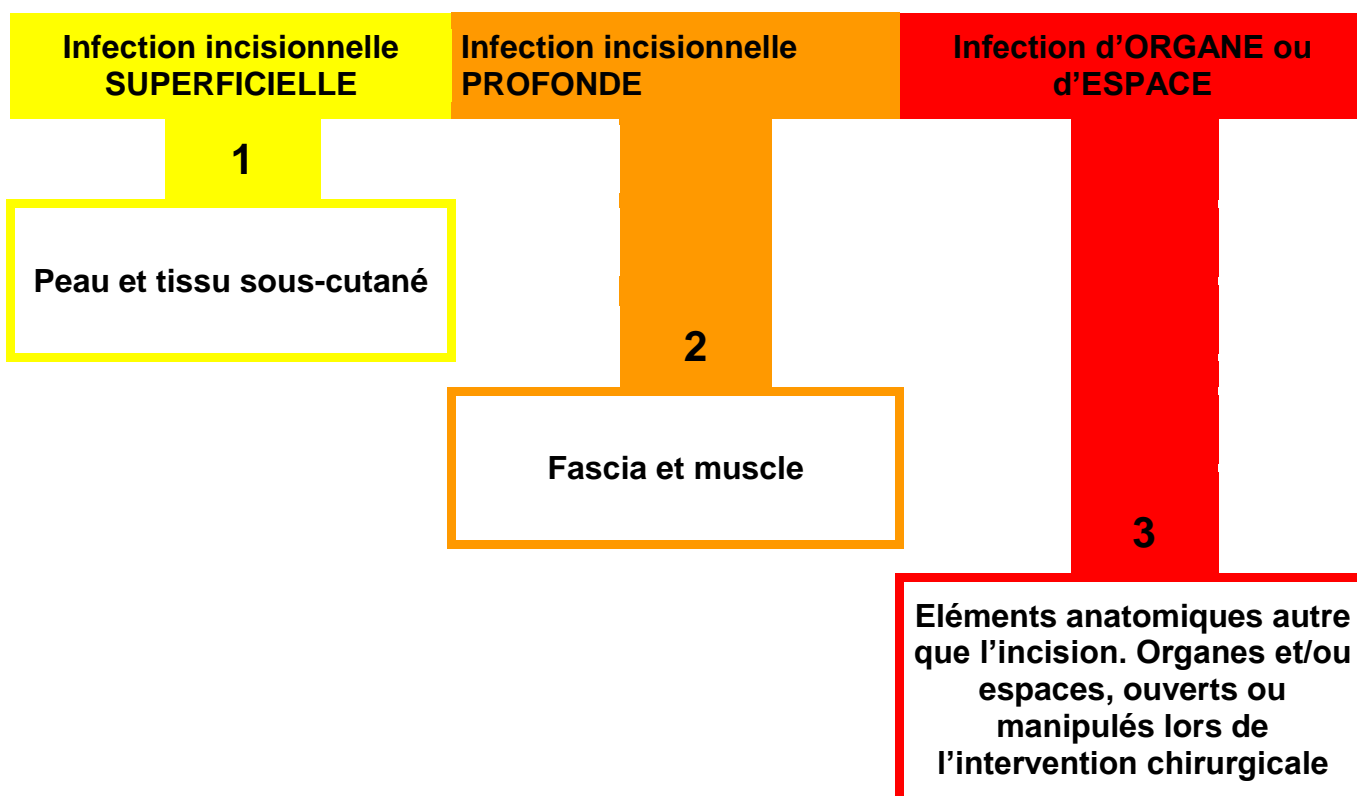 Infection incisionnelle
SUPERFICIELLE
Infection incisionnelle
PROFONDE
Infection d’ORGANE ou
d’ESPACE
1
Peau et tissu sous-cutané
2
Fascia et muscle
3
Eléments anatomiques autre
que l’incision. Organes et/ou
espaces, ouverts ou
manipulés lors de
l’intervention chirurgicale